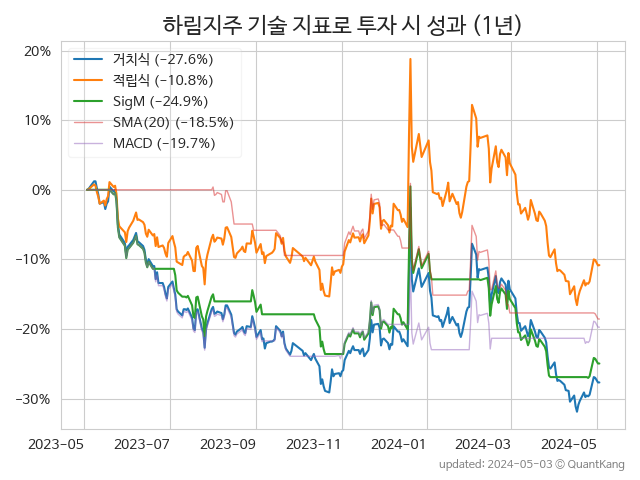 하림지주 기술 지표로 투자 시 성과 (1년)
20%
10%
0%
−10%
−20%
−30%
거치식 (−27.6%)
적립식 (−10.8%)
SigM (−24.9%)
SMA(20) (−18.5%)
MACD (−19.7%)
2023-05
2023-07
2023-09
2023-11
2024-01
2024-03
2024-05
updated: 2024-05-03 © QuantKang